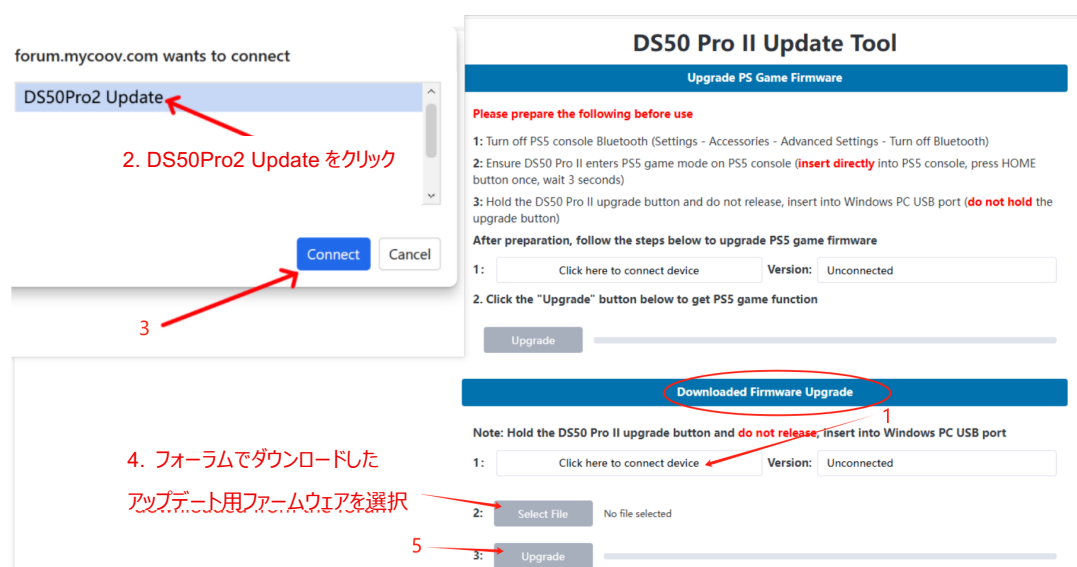 forum.mycoov.com wants to connect
DS50Pro2 Update
2. DS50Pro2 Update をクリック
Connect
Cancel
3
DS50 Pro II Update Tool
Upgrade PS Game Firmware
Please prepare the following before use
1: Turn off PS5 console Bluetooth (Settings - Accessories - Advanced Settings - Turn off Bluetooth)
2: Ensure DS50 Pro II enters PS5 game mode on PS5 console (insert directly into PS5 console, press HOME
button once, wait 3 seconds)
3: Hold the DS50 Pro II upgrade button and do not release, insert into Windows PC USB port (do not hold the
upgrade button)
After preparation, follow the steps below to upgrade PS5 game firmware
1: Click here to connect device Version: Unconnected
2. Click the "Upgrade" button below to get PS5 game function
Upgrade
Downloaded Firmware Upgrade
1
Note: Hold the DS50 Pro II upgrade button and do not release, insert into Windows PC USB port
1: Click here to connect device Version: Unconnected
4. フォーラムでダウンロードした
アップデート用ファームウェアを選択
2: Select File No file selected
5
3: Upgrade